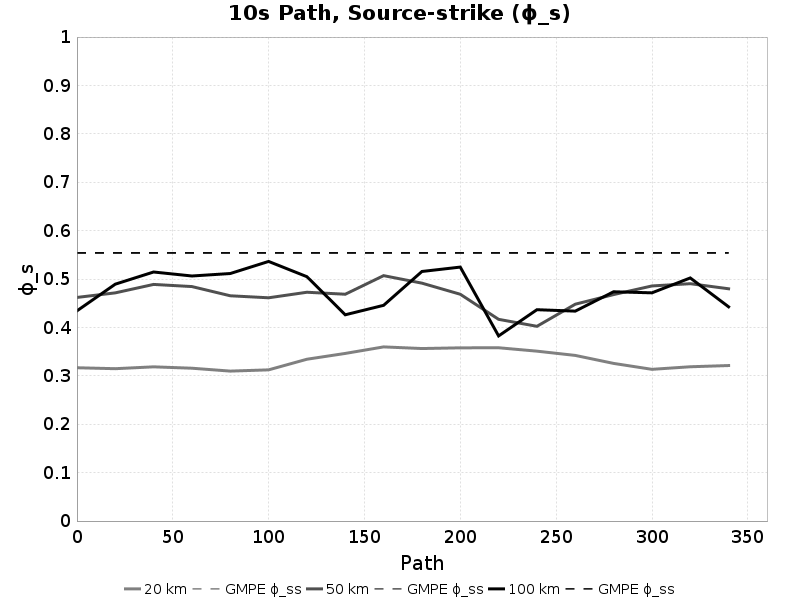 10s Path, Source-strike (ϕ_s)
1
0.9
0.8
0.7
0.6
0.5
0.4
0.3
0.2
0.1
0
ϕ_s
0 50 100 150 200 250 300 350
Path
20 km GMPE ϕ_ss 50 km GMPE ϕ_ss 100 km GMPE ϕ_ss